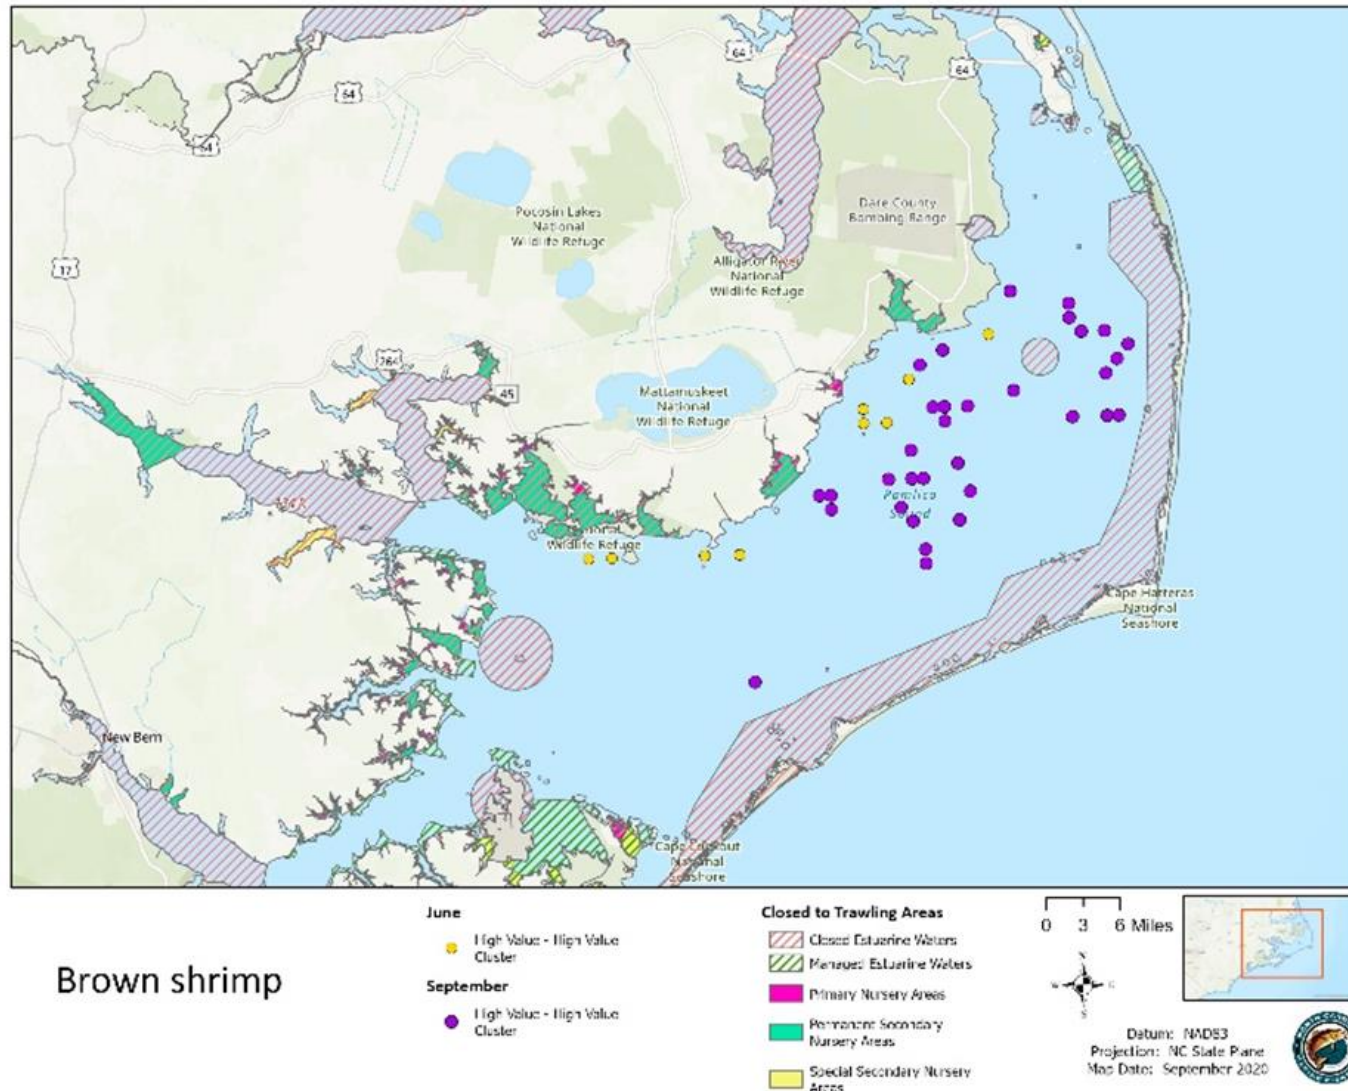 64
64
64
64
Dare County
Bombing Range
Pocosin Lakes
National
Wildlife Refuge
17
Alligator River
National
Wildlife Refuge
264
45
Mattamuskeet
National
Wildlife Refuge
Pamlico
Sound
National
Wildlife Refuge
Cape Hatteras
National
Seashore
New Bern
Cape Lookout
National
Seashore
Brown shrimp
June
High Value - High Value
Cluster
September
High Value - High Value
Cluster
Closed to Trawling Areas
Closed Estuarine Waters
Managed Estuarine Waters
Primary Nursery Areas
Permanent Secondary
Nursery Areas
Special Secondary Nursery
Areas
0 3 6 Miles
N
W E
S
Datum: NAD83
Projection: NC State Plane
Map Date: September 2020